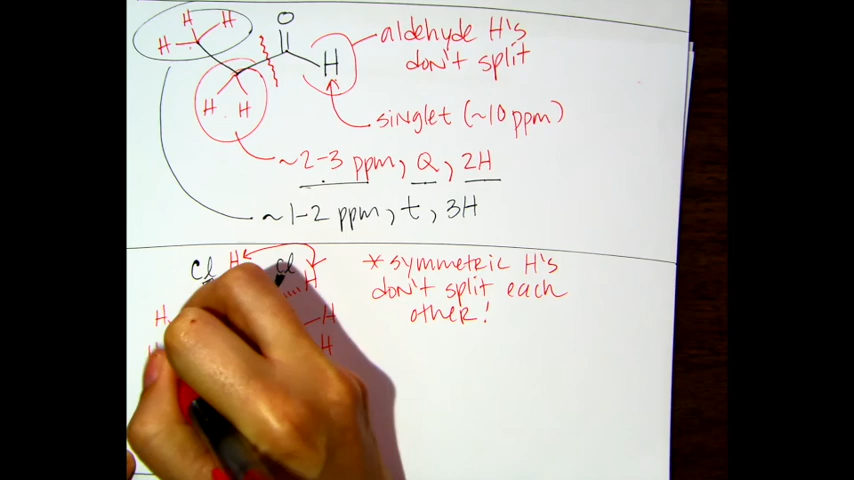 O
H H
H
aldehyde H's
don't split
H
H H
singlet (~10 ppm)
~2-3 ppm, Q, 2H
~1-2 ppm, t, 3H
Cl H Cl
H
H H
H
* symmetric H's
don't split each
other!